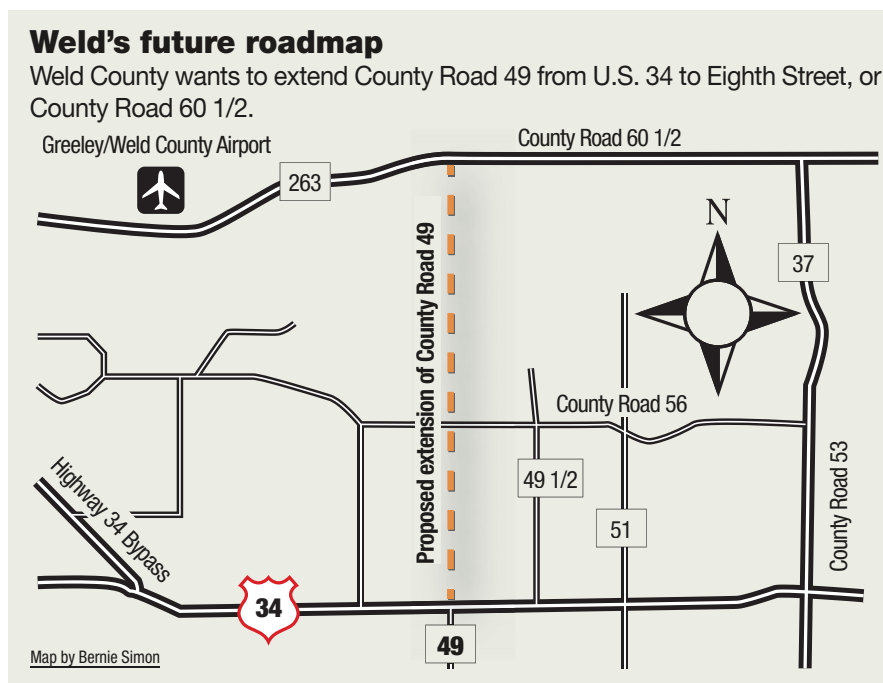 Weld's future roadmap
Weld County wants to extend County Road 49 from U.S. 34 to Eighth Street, or
County Road 60 1/2.
Greeley/Weld County Airport
County Road 60 1/2
263
N
37
Proposed extension of County Road 49
County Road 56
49 1/2
51
County Road 53
Highway 34 Bypass
34
49
Map by Bernie Simon